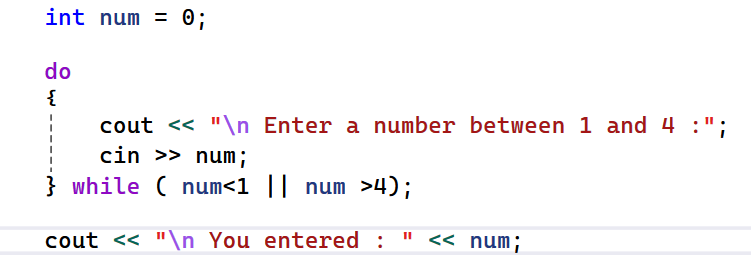 int num = 0;
do
{
cout << "\n Enter a number between 1 and 4 :";
cin >> num;
} while ( num<1 || num >4);
cout << "\n You entered : " << num;